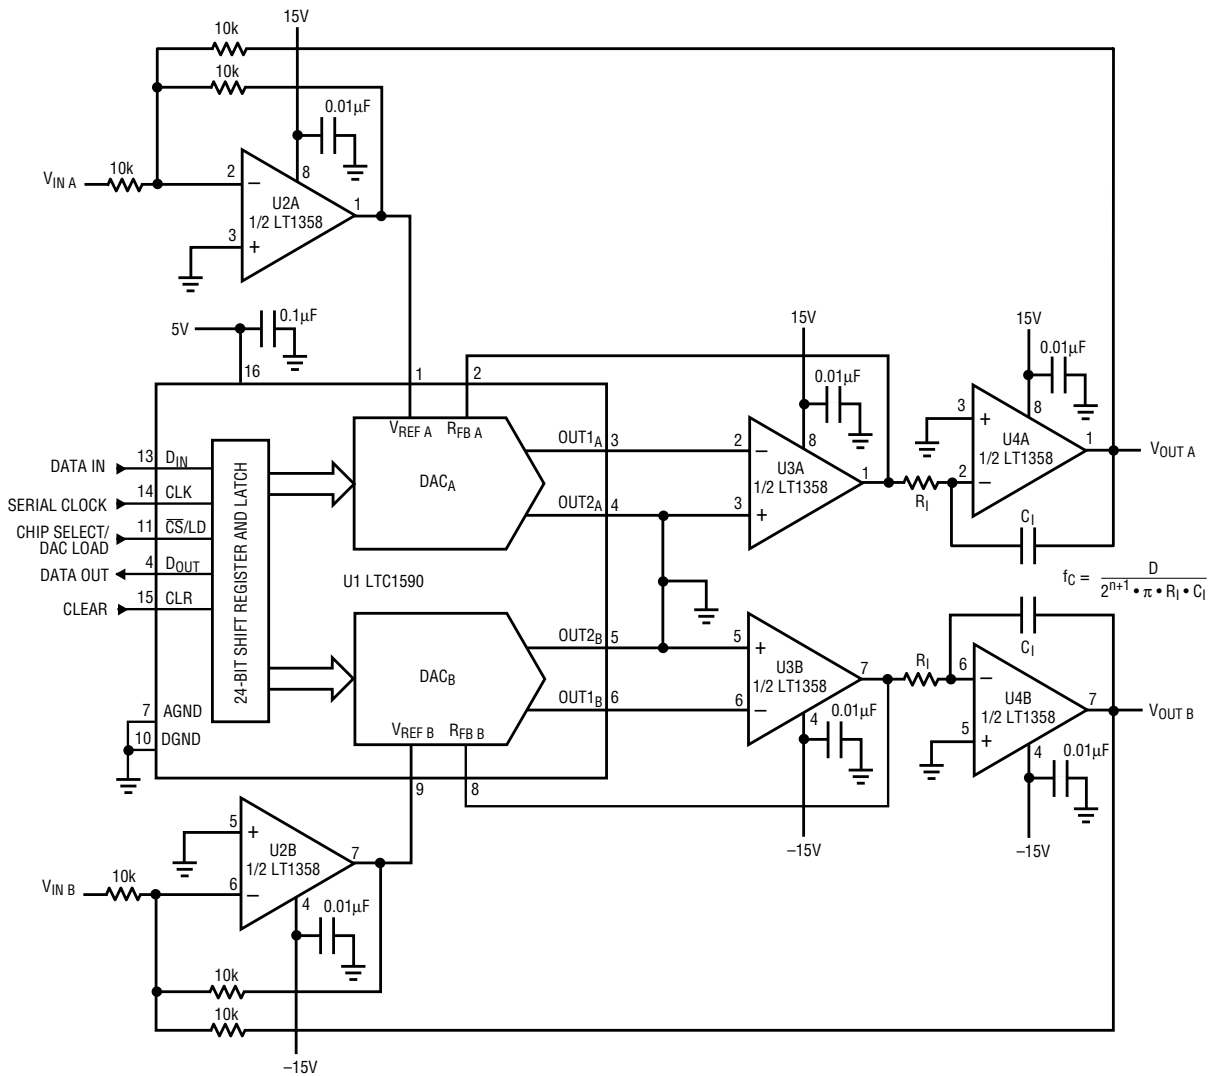 15V
10k
10k
0.01µF
10k
V_IN A
2
−
8
U2A
1/2 LT1358
1
3
+
5V
0.1µF
16
1
2
15V
0.01µF
15V
0.01µF
V_REF A
R_FB A
DAC_A
OUT1_A
3
OUT2_A
4
2
−
8
U3A
1/2 LT1358
1
3
+
R_I
3
+
8
U4A
1/2 LT1358
1
2
−
V_OUT A
C_I
DATA IN
13
D_IN
SERIAL CLOCK
14
CLK
CHIP SELECT/
DAC LOAD
11
C̅S̅/LD
DATA OUT
4
D_OUT
CLEAR
15
CLR
24-BIT SHIFT REGISTER AND LATCH
U1 LTC1590
f_C = D / 2^n+1 • π • R_I • C_I
DAC_B
V_REF B
R_FB B
OUT2_B
5
OUT1_B
6
7
AGND
10
DGND
9
8
5
+
U3B
1/2 LT1358
7
6
−
4
0.01µF
−15V
R_I
C_I
6
−
U4B
1/2 LT1358
7
5
+
4
0.01µF
−15V
V_OUT B
5
+
U2B
1/2 LT1358
7
V_IN B
10k
6
−
4
0.01µF
10k
10k
−15V